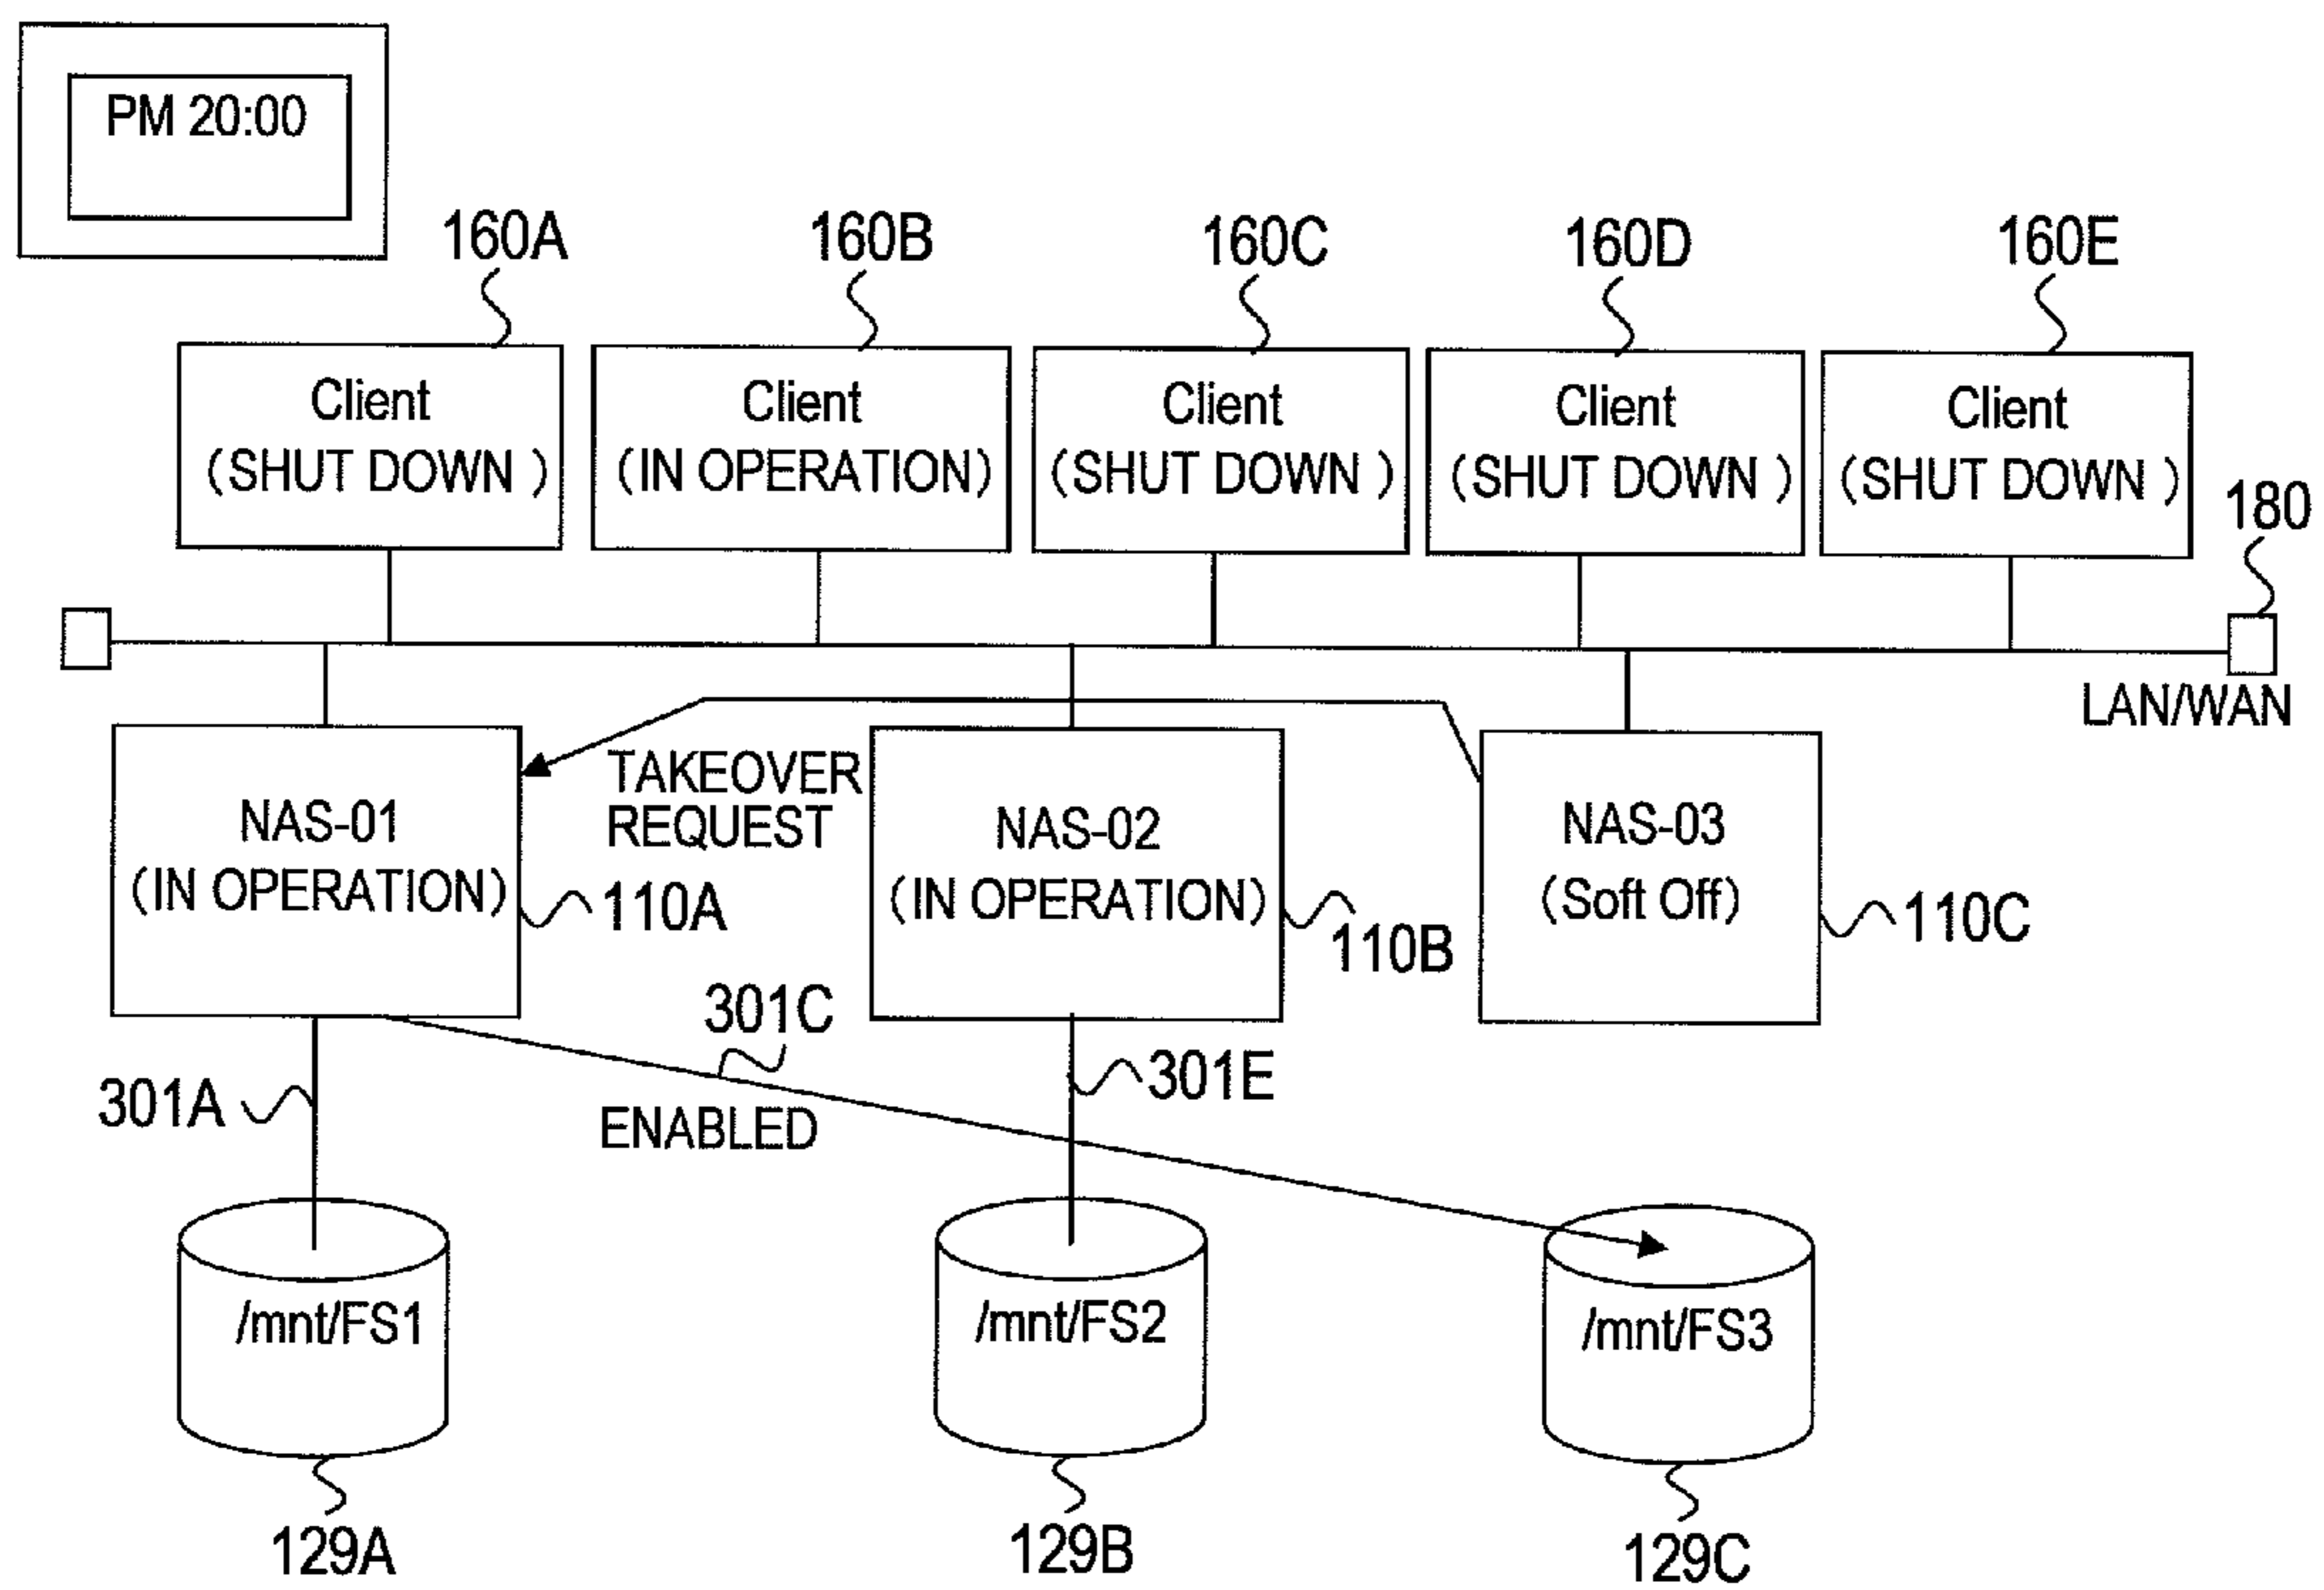 PM 20:00
160A
160B
160C
160D
160E
Client
(SHUT DOWN )
Client
(IN OPERATION)
Client
(SHUT DOWN )
Client
(SHUT DOWN )
Client
(SHUT DOWN )
180
LAN/WAN
TAKEOVER
REQUEST
NAS-01
(IN OPERATION)
110A
NAS-02
(IN OPERATION)
110B
NAS-03
(Soft Off)
110C
301C
301A
301E
ENABLED
/mnt/FS1
/mnt/FS2
/mnt/FS3
129A
129B
129C